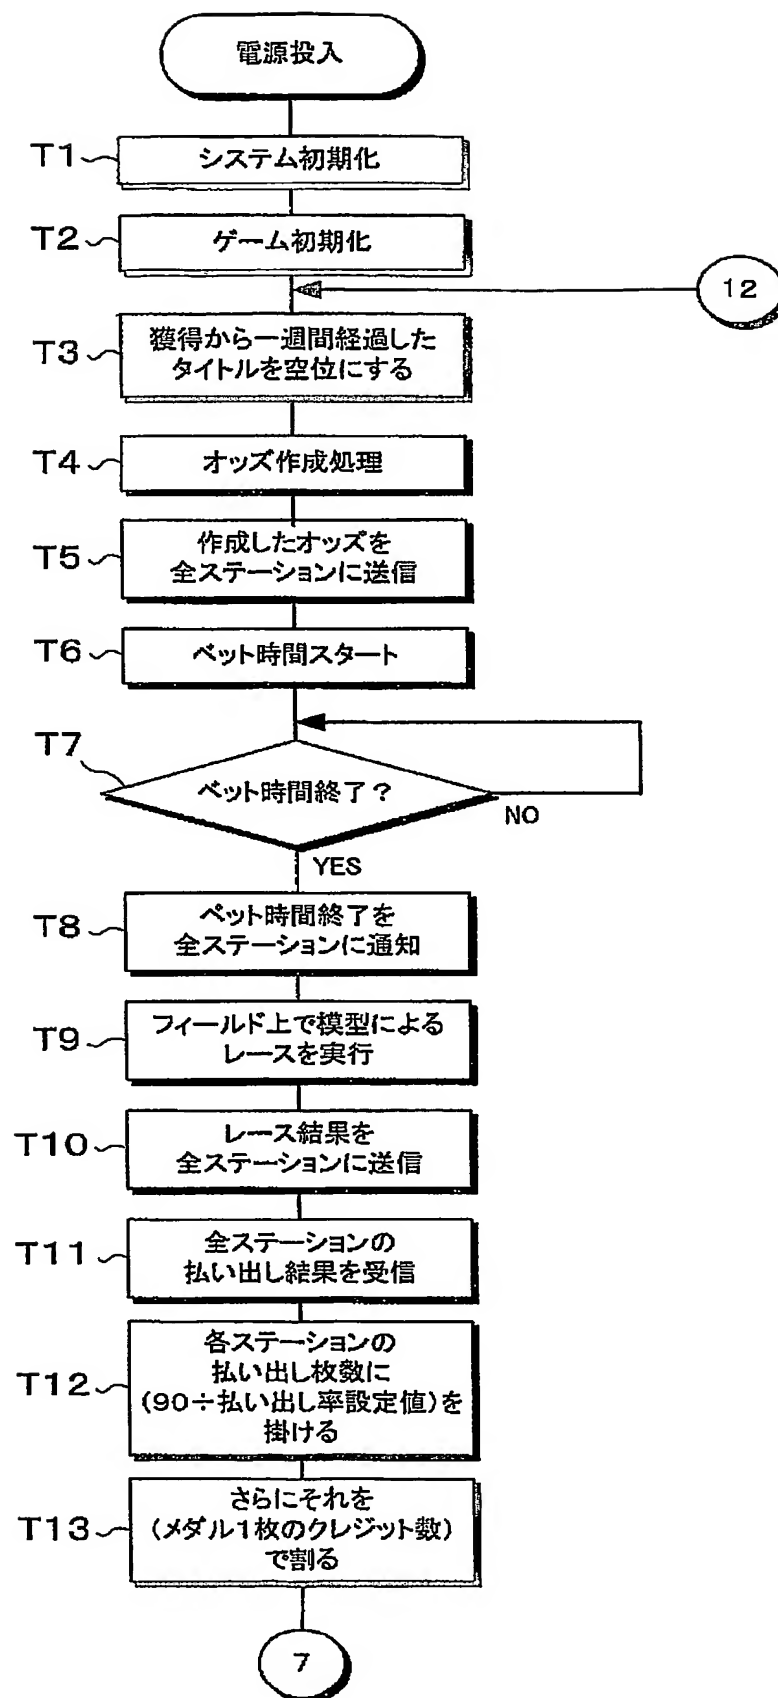 電源投入
T1
システム初期化
T2
ゲーム初期化
12
T3
獲得から一週間経過した
タイトルを空位にする
T4
オッズ作成処理
T5
作成したオッズを
全ステーションに送信
T6
ベット時間スタート
T7
ベット時間終了？
NO
YES
T8
ベット時間終了を
全ステーションに通知
T9
フィールド上で模型による
レースを実行
T10
レース結果を
全ステーションに送信
T11
全ステーションの
払い出し結果を受信
T12
各ステーションの
払い出し枚数に
(90÷払い出し率設定値)を
掛ける
T13
さらにそれを
(メダル1枚のクレジット数)
で割る
7